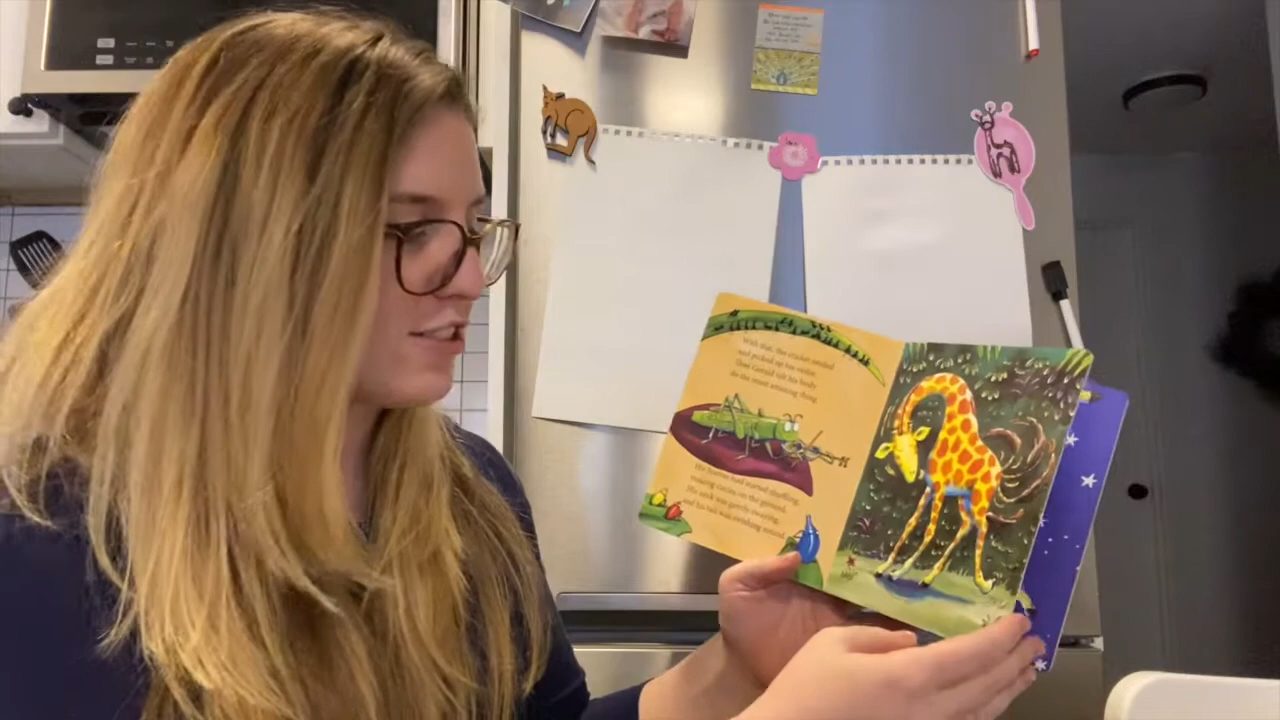 With that, the cricket smiled
and picked up his violin.
Then Gerald felt his body
do the most amazing thing.
His hooves had started shuffling,
making circles on the ground.
His neck was gently swaying,
and his tail was swishing round.